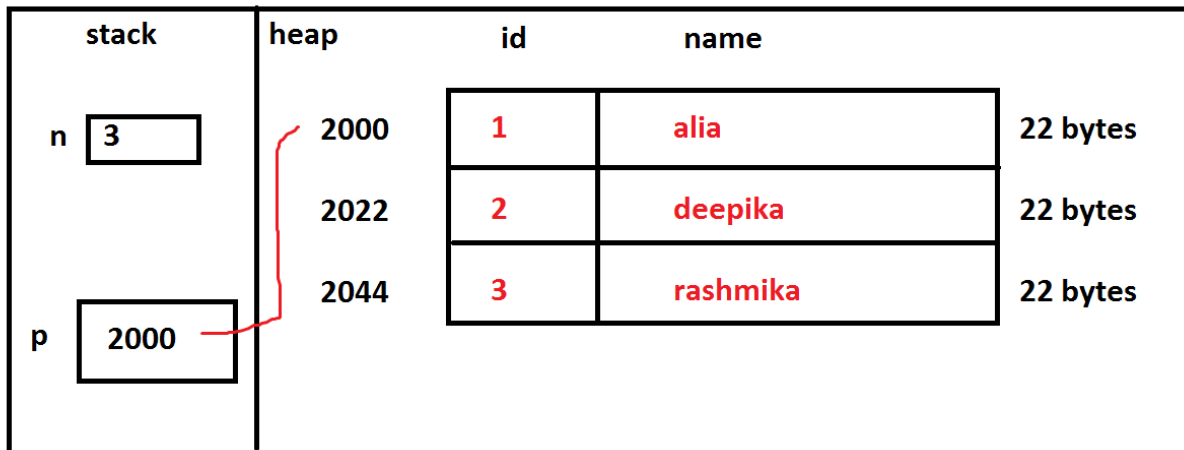 stack heap id name
n 3 2000 1 alia 22 bytes
2022 2 deepika 22 bytes
2044 3 rashmika 22 bytes
p 2000